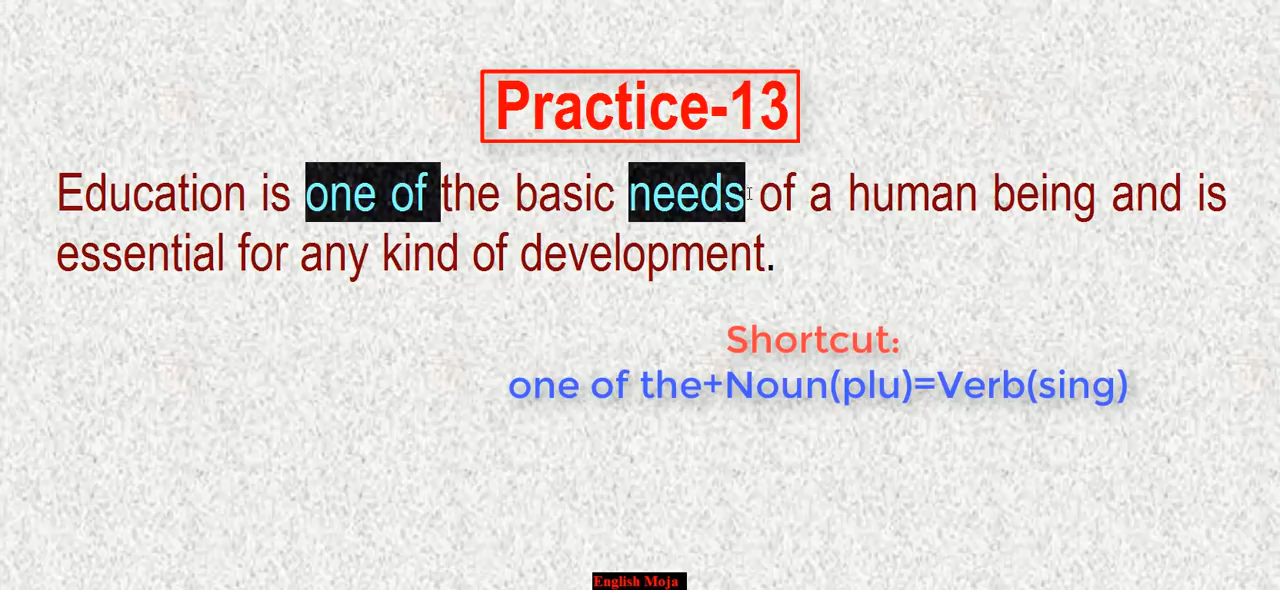 Practice-13
Education is one of the basic needs of a human being and is
essential for any kind of development.
Shortcut:
one of the+Noun(plu)=Verb(sing)
English Moja